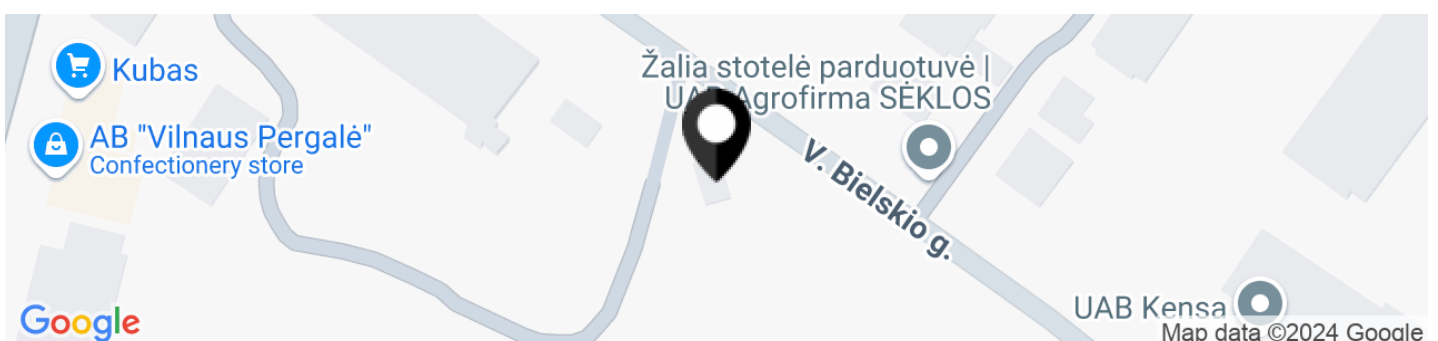 Kubas
AB "Vilnaus Pergalė"
Confectionery store
Žalia stotelė parduotuvė |
UAB Agrofirma SĖKLOS
V. Bielskio g.
UAB Kensa
Google
Map data ©2024 Google